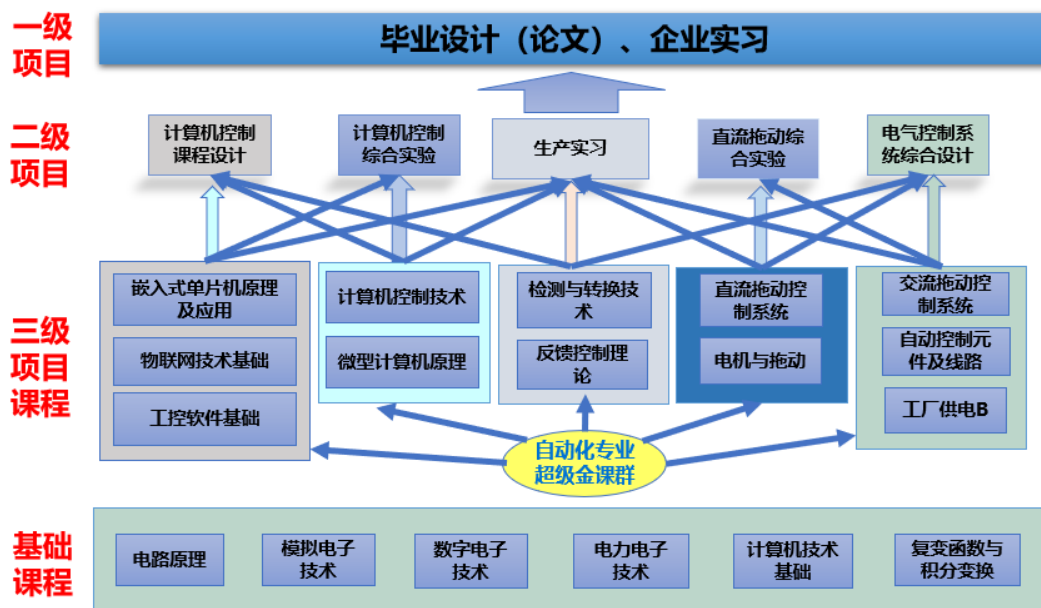 一级
项目
毕业设计（论文）、企业实习
二级
项目
计算机控制
课程设计
计算机控制
综合实验
生产实习
直流拖动综
合实验
电气控制系
统综合设计
三级
项目
课程
嵌入式单片机原理
及应用
物联网技术基础
工控软件基础
计算机控制技术
微型计算机原理
检测与转换技
术
反馈控制理
论
直流拖动控
制系统
电机与拖动
交流拖动控
制系统
自动控制元
件及线路
工厂供电B
自动化专业
超级金课群
基础
课程
电路原理
模拟电子
技术
数字电子
技术
电力电子
技术
计算机技术
基础
复变函数与
积分变换